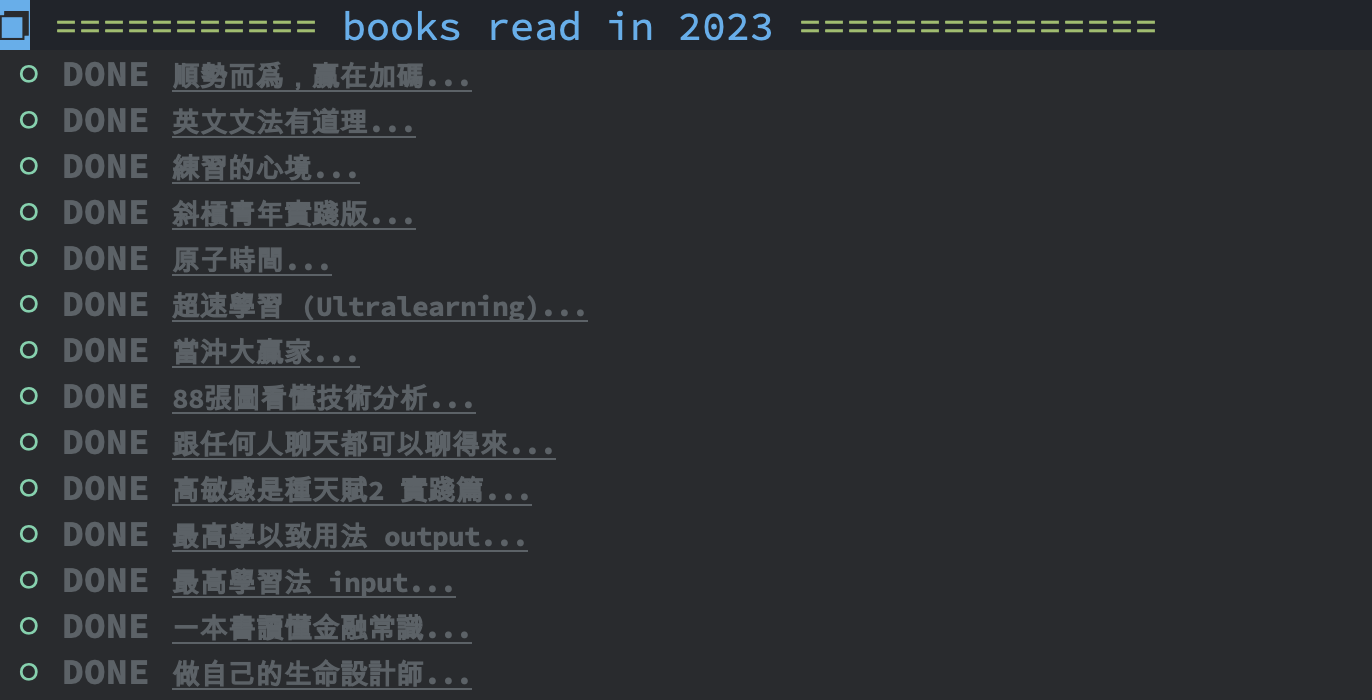 =========== books read in 2023 ===============
DONE 順勢而爲，贏在加碼...
DONE 英文文法有道理...
DONE 練習的心境...
DONE 斜槓青年實踐版...
DONE 原子時間...
DONE 超速學習 (Ultralearning)...
DONE 當沖大贏家...
DONE 88張圖看懂技術分析...
DONE 跟任何人聊天都可以聊得來...
DONE 高敏感是種天賦2 實踐篇...
DONE 最高學以致用法 output...
DONE 最高學習法 input...
DONE 一本書讀懂金融常識...
DONE 做自己的生命設計師...